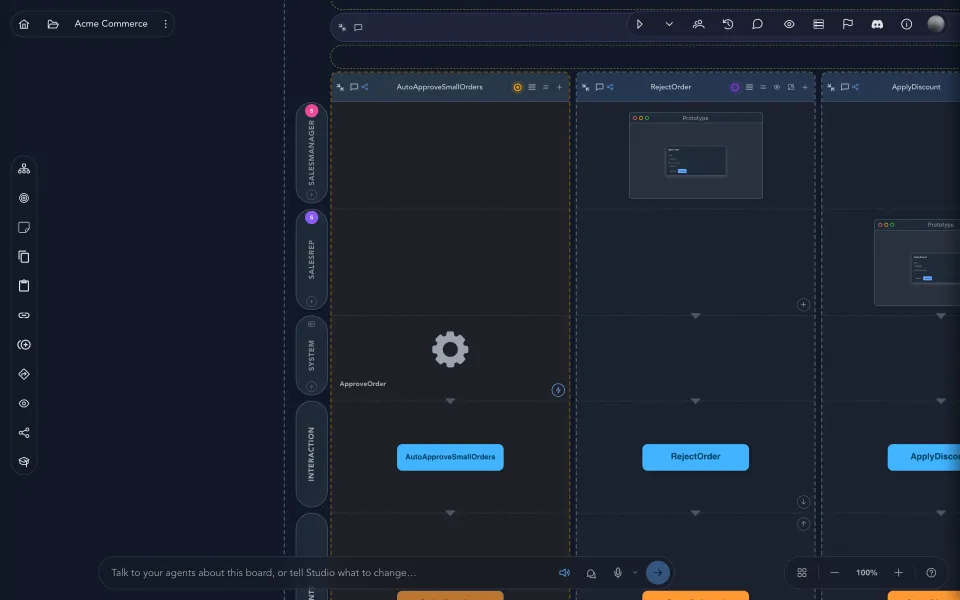 Acme Commerce
AutoApproveSmallOrders
RejectOrder
ApplyDiscount
S
SALESMANAGER
Prototype
S
SALESREP
Prototype
SYSTEM
ApproveOrder
INTERACTION
AutoApproveSmallOrders
RejectOrder
ApplyDisco
Talk to your agents about this board, or tell Studio what to change…
100%